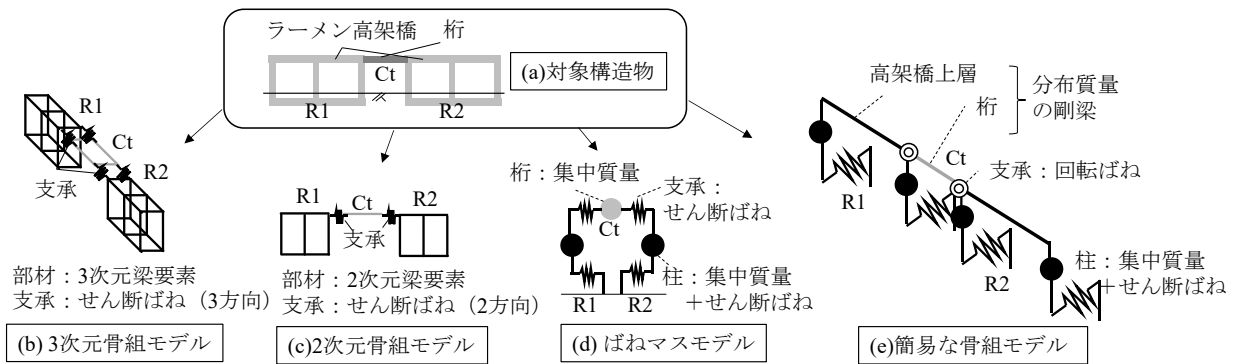 ラーメン高架橋
桁
Ct
R1
R2
(a)対象構造物
R1
Ct
R2
支承
部材：3次元梁要素
支承：せん断ばね（3方向）
(b) 3次元骨組モデル
R1
Ct
R2
支承
部材：2次元梁要素
支承：せん断ばね（2方向）
(c)2次元骨組モデル
桁：集中質量
支承：
せん断ばね
Ct
柱：集中質量
＋せん断ばね
R1
R2
(d) ばねマスモデル
高架橋上層
桁
分布質量
の剛梁
Ct
支承：回転ばね
R1
R2
柱：集中質量
＋せん断ばね
(e)簡易な骨組モデル